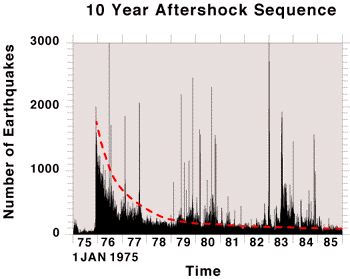 10 Year Aftershock Sequence
Number of Earthquakes
3000
2000
1000
0
75 76 77 78 79 80 81 82 83 84 85
1 JAN 1975
Time